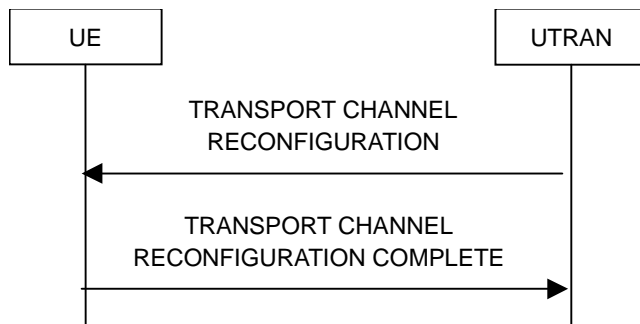 UE
UTRAN
TRANSPORT CHANNEL
RECONFIGURATION
TRANSPORT CHANNEL
RECONFIGURATION COMPLETE